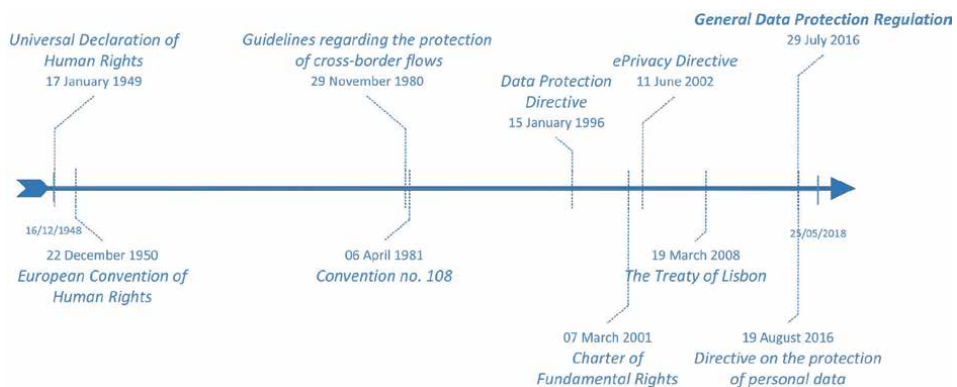 General Data Protection Regulation
29 July 2016
Universal Declaration of
Human Rights
17 January 1949
Guidelines regarding the protection
of cross-border flows
29 November 1980
ePrivacy Directive
11 June 2002
Data Protection
Directive
15 January 1996
16/12/1948
25/05/2018
22 December 1950
European Convention of
Human Rights
06 April 1981
Convention no. 108
19 March 2008
The Treaty of Lisbon
07 March 2001
Charter of
Fundamental Rights
19 August 2016
Directive on the protection
of personal data